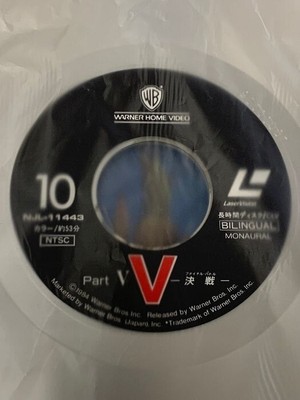 WB
WARNER HOME VIDEO
10
NJL-11443
カラー/約53分
NTSC
LaserVision
長時間ディスク/CLV
BILINGUAL
MONAURAL
Part V
V
ファイナル・バトル
—決戦—
©1984 Warner Bros. Inc. Released by Warner Bros. Inc.
Marketed by Warner Bros. (Japan), Inc. *Trademark of Warner Bros. Inc.